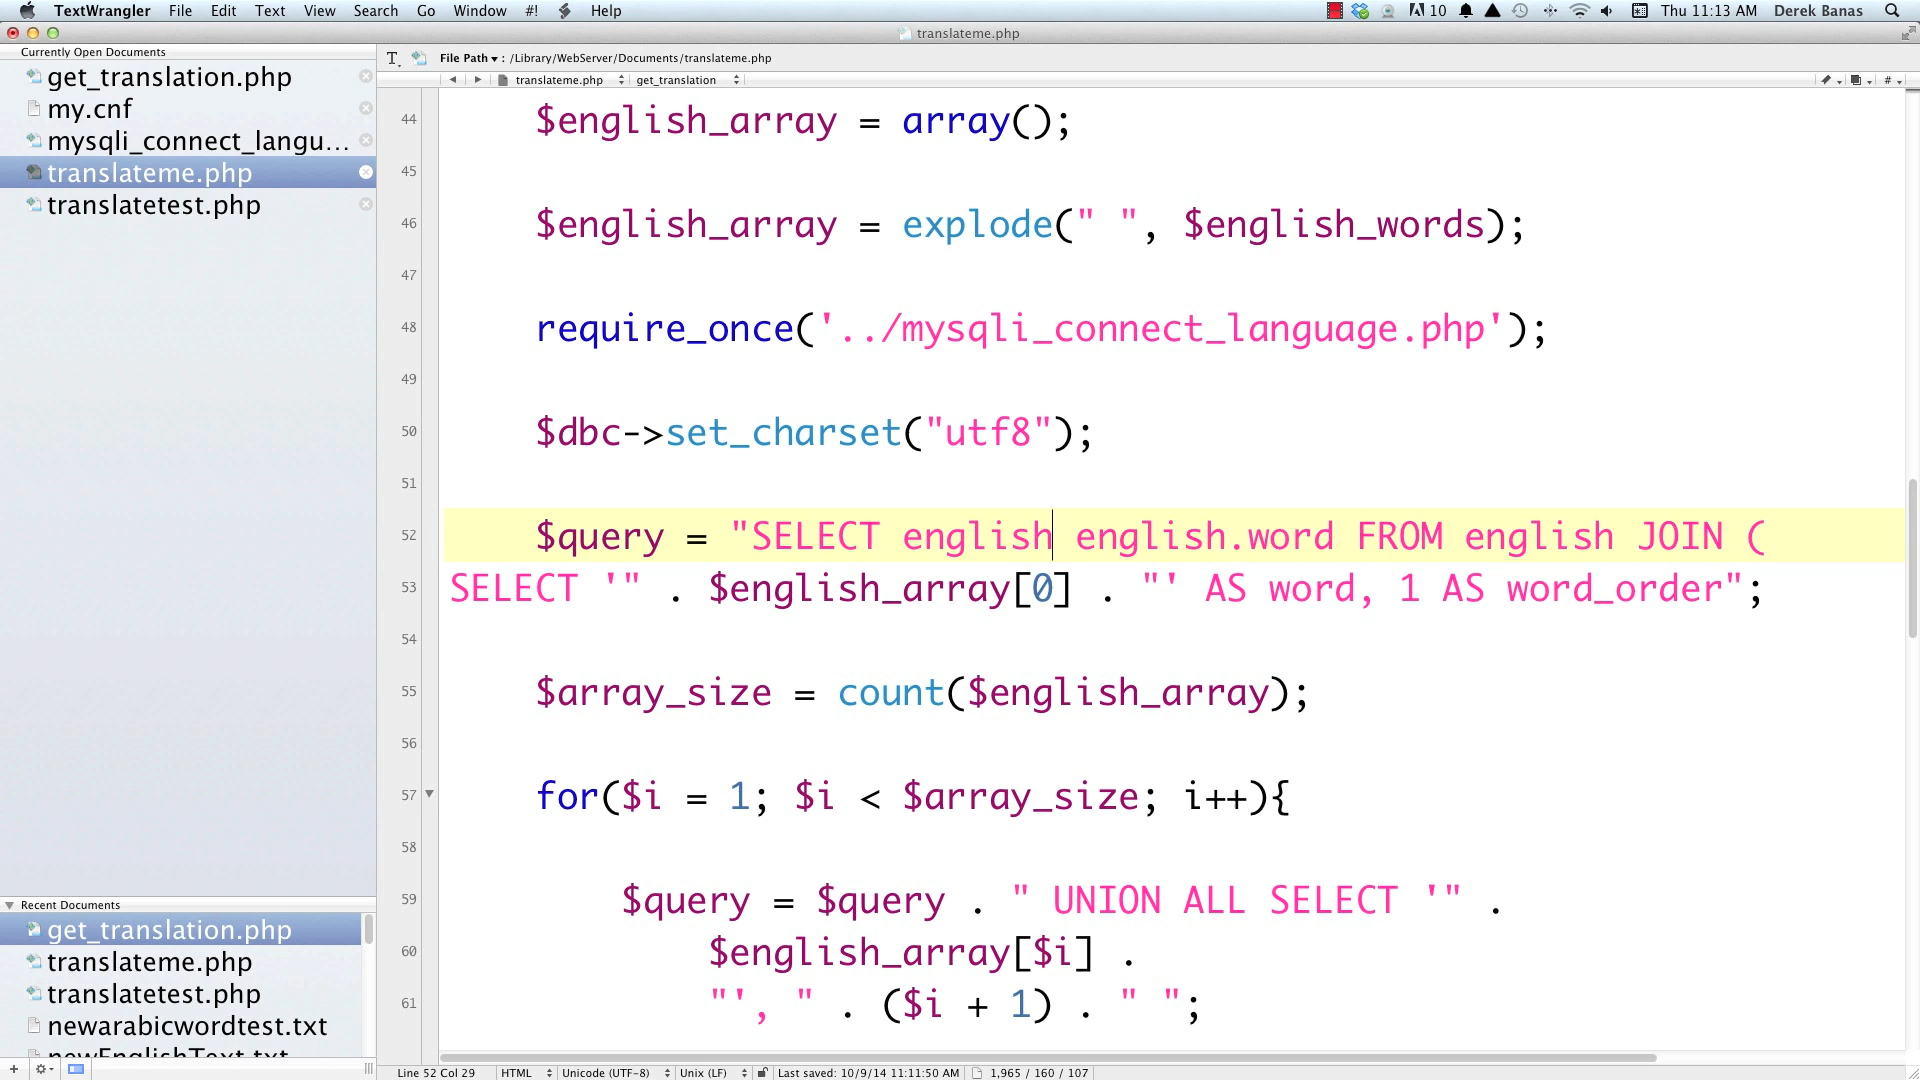 TextWrangler File Edit Text View Search Go Window #! Help 10 Thu 11:13 AM Derek Banas
translateme.php
Currently Open Documents
get_translation.php
my.cnf
mysqli_connect_langu...
translateme.php
translatetest.php
File Path ▾ : /Library/WebServer/Documents/translateme.php
translateme.php get_translation #
44 $english_array = array();
45
46 $english_array = explode(" ", $english_words);
47
48 require_once('../mysqli_connect_language.php');
49
50 $dbc->set_charset("utf8");
51
52 $query = "SELECT english english.word FROM english JOIN (
53 SELECT '" . $english_array[0] . "' AS word, 1 AS word_order";
54
55 $array_size = count($english_array);
56
57 for($i = 1; $i < $array_size; i++){
58
59 $query = $query . " UNION ALL SELECT '" .
60 $english_array[$i] .
61 "', " . ($i + 1) . " ";
Recent Documents
get_translation.php
translateme.php
translatetest.php
newarabicwordtest.txt
newEnglishText.txt
Line 52 Col 29 HTML Unicode (UTF-8) Unix (LF) Last saved: 10/9/14 11:11:50 AM 1,965 / 160 / 107